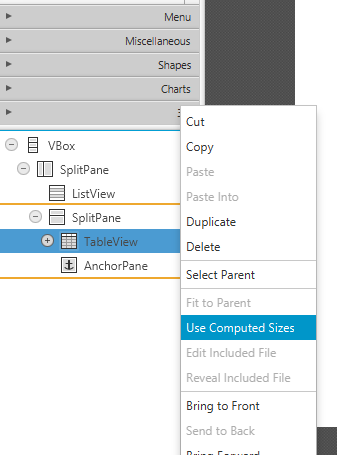 Menu
Miscellaneous
Shapes
Charts
VBox
SplitPane
ListView
SplitPane
TableView
AnchorPane
Cut
Copy
Paste
Paste Into
Duplicate
Delete
Select Parent
Fit to Parent
Use Computed Sizes
Edit Included File
Reveal Included File
Bring to Front
Send to Back
Bring Forward